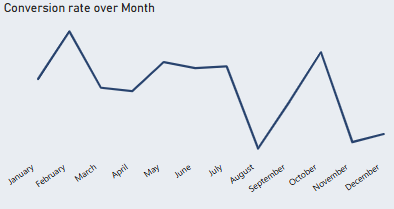 Conversion rate over Month
January
February
March
April
May
June
July
August
September
October
November
December